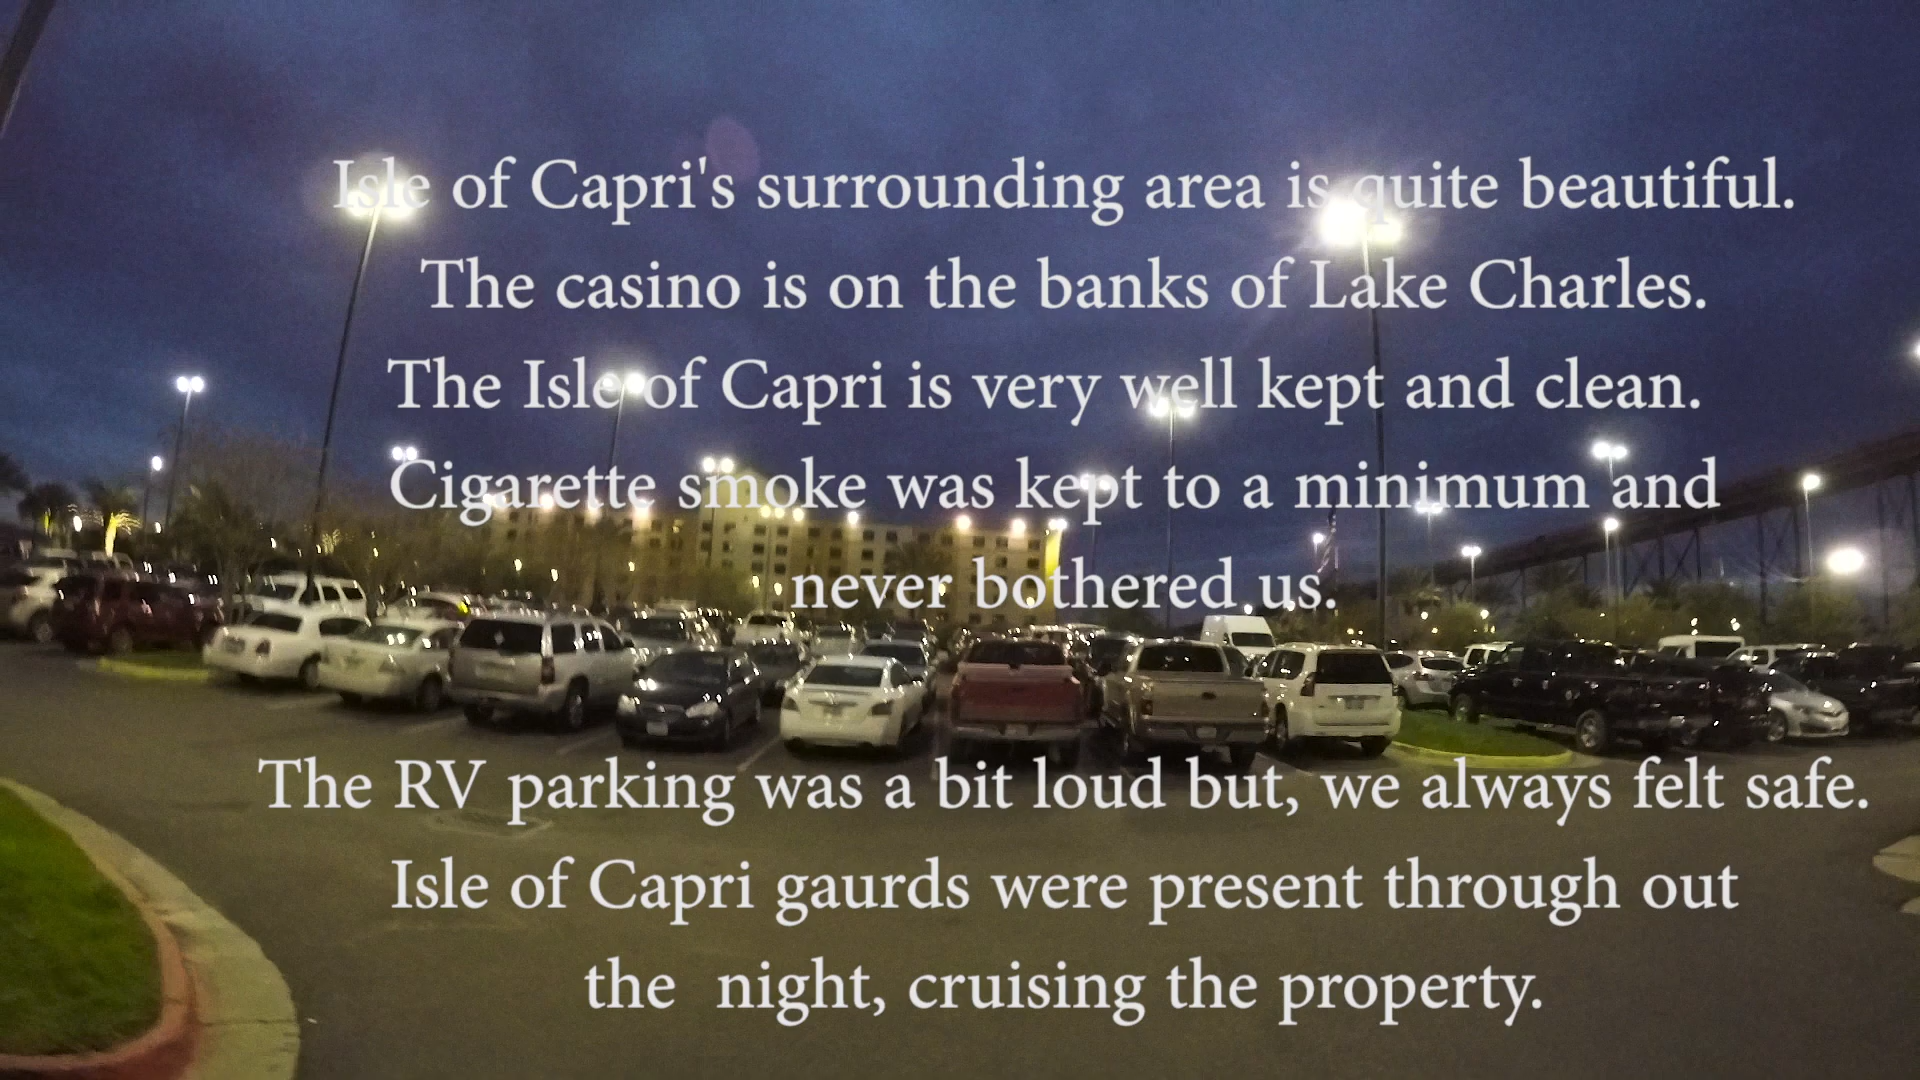 Isle of Capri's surrounding area is quite beautiful.
The casino is on the banks of Lake Charles.
The Isle of Capri is very well kept and clean.
Cigarette smoke was kept to a minimum and
never bothered us.
The RV parking was a bit loud but, we always felt safe.
Isle of Capri gaurds were present through out
the  night, cruising the property.